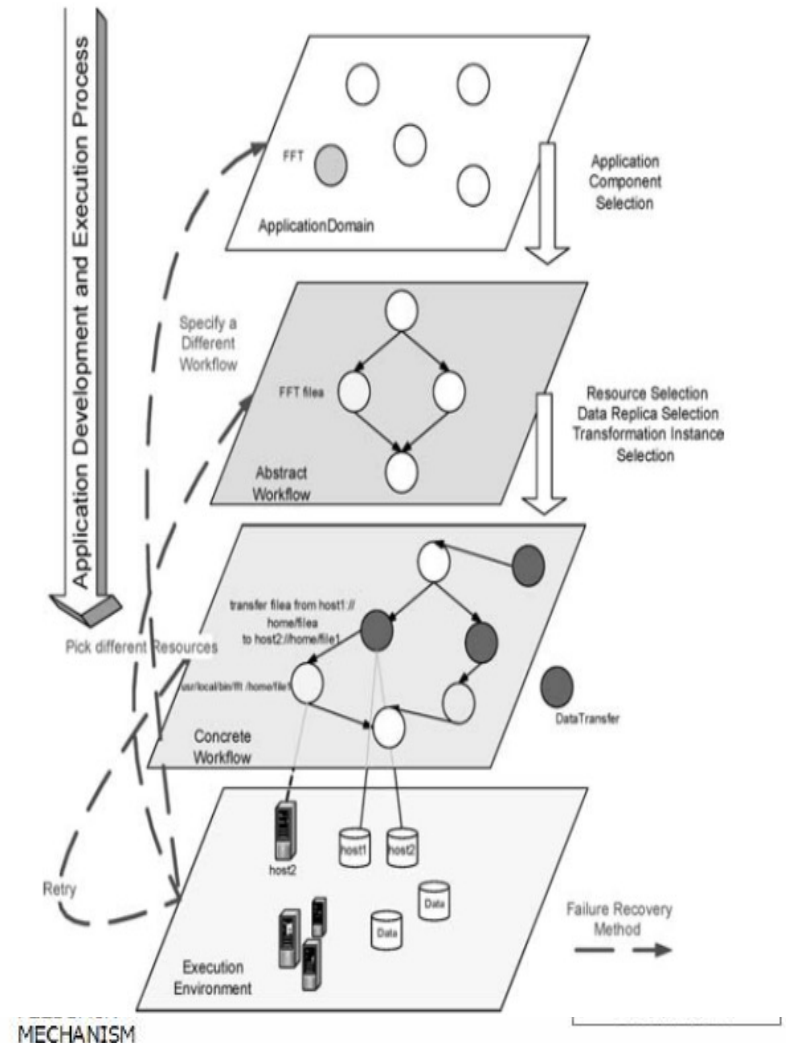 Application Development and Execution Process
FFT
ApplicationDomain
Application
Component
Selection
Specify a
Different
Workflow
FFT filea
Abstract
Workflow
Resource Selection
Data Replica Selection
Transformation Instance
Selection
transfer filea from host1://
home/filea
to host2://home/file1
Pick different Resources
usr/local/bin/fft /home/file1
DataTransfer
Concrete
Workflow
host1
host2
host2
Retry
Data
Data
Failure Recovery
Method
Execution
Environment
MECHANISM